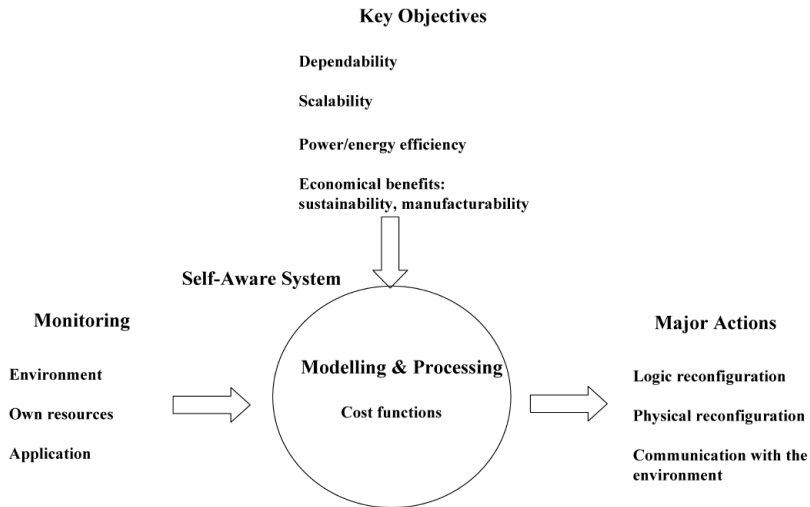 Key Objectives
Dependability
Scalability
Power/energy efficiency
Economical benefits:
sustainability, manufacturability
Self-Aware System
Monitoring
Environment
Own resources
Application
Modelling & Processing
Cost functions
Major Actions
Logic reconfiguration
Physical reconfiguration
Communication with the
environment